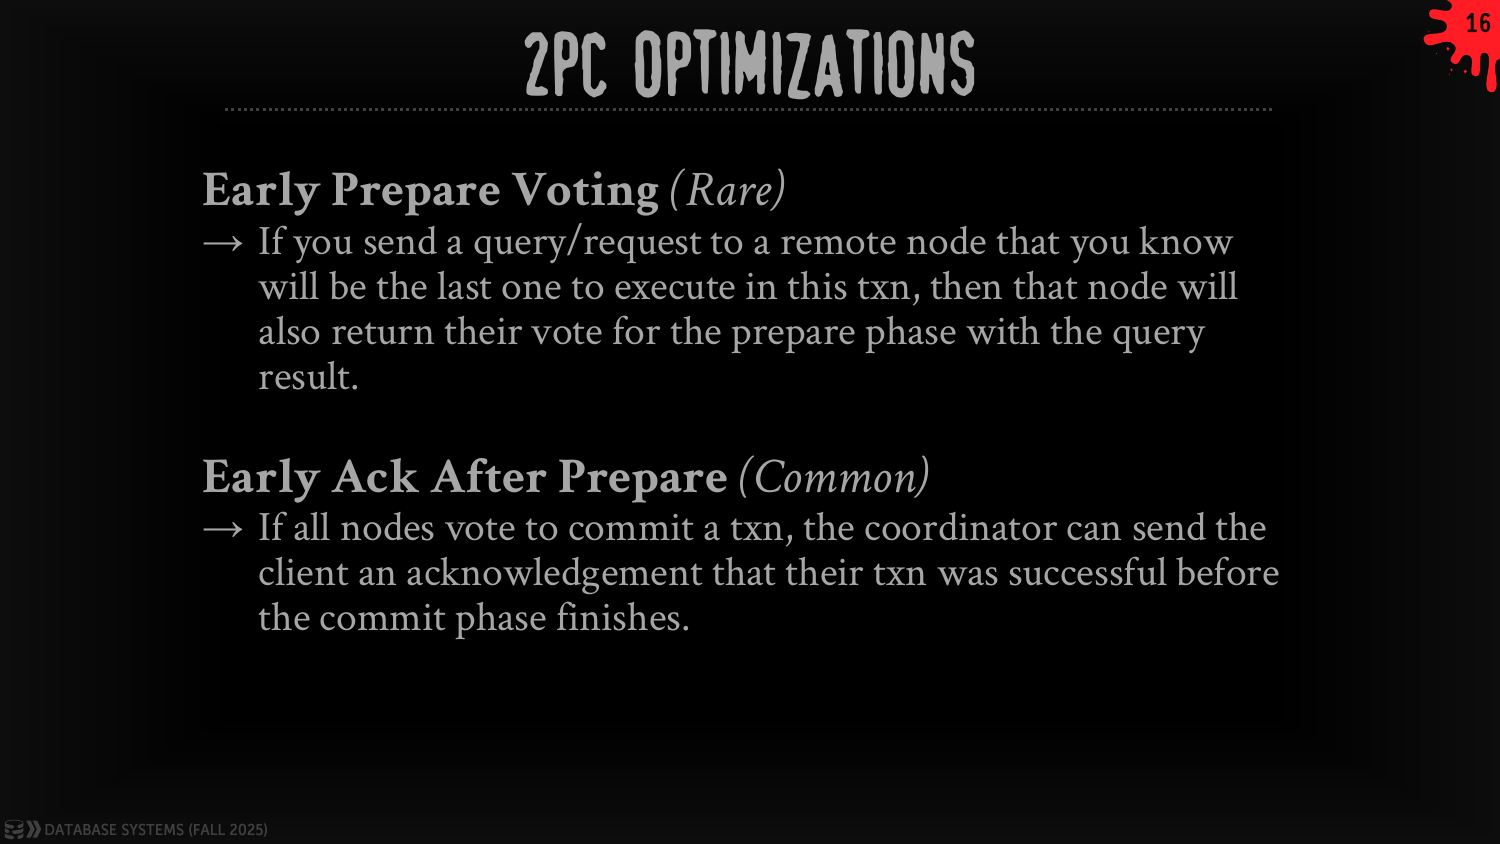 16
2PC OPTIMIZATIONS
Early Prepare Voting (Rare)
→ If you send a query/request to a remote node that you know
will be the last one to execute in this txn, then that node will
also return their vote for the prepare phase with the query
result.
Early Ack After Prepare (Common)
→ If all nodes vote to commit a txn, the coordinator can send the
client an acknowledgement that their txn was successful before
the commit phase finishes.
DATABASE SYSTEMS (FALL 2025)